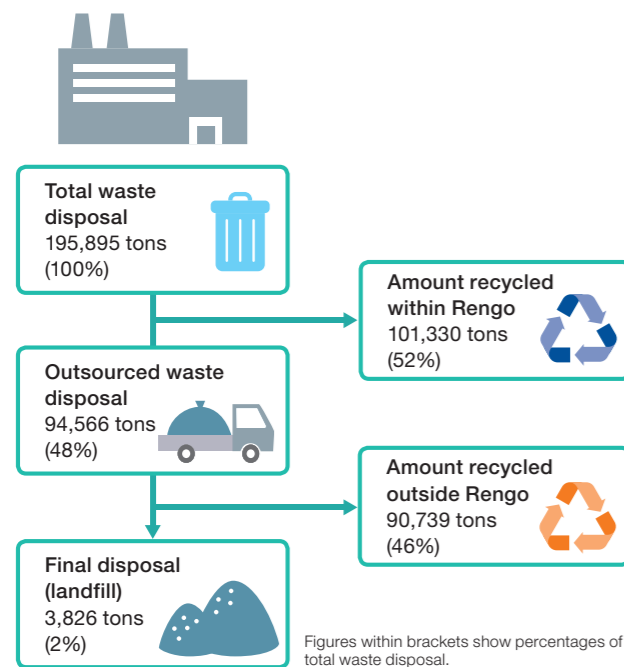 Total waste
disposal
195,895 tons
(100%)
Amount recycled
within Rengo
101,330 tons
(52%)
Outsourced waste
disposal
94,566 tons
(48%)
Amount recycled
outside Rengo
90,739 tons
(46%)
Final disposal
(landfill)
3,826 tons
(2%)
Figures within brackets show percentages of
total waste disposal.